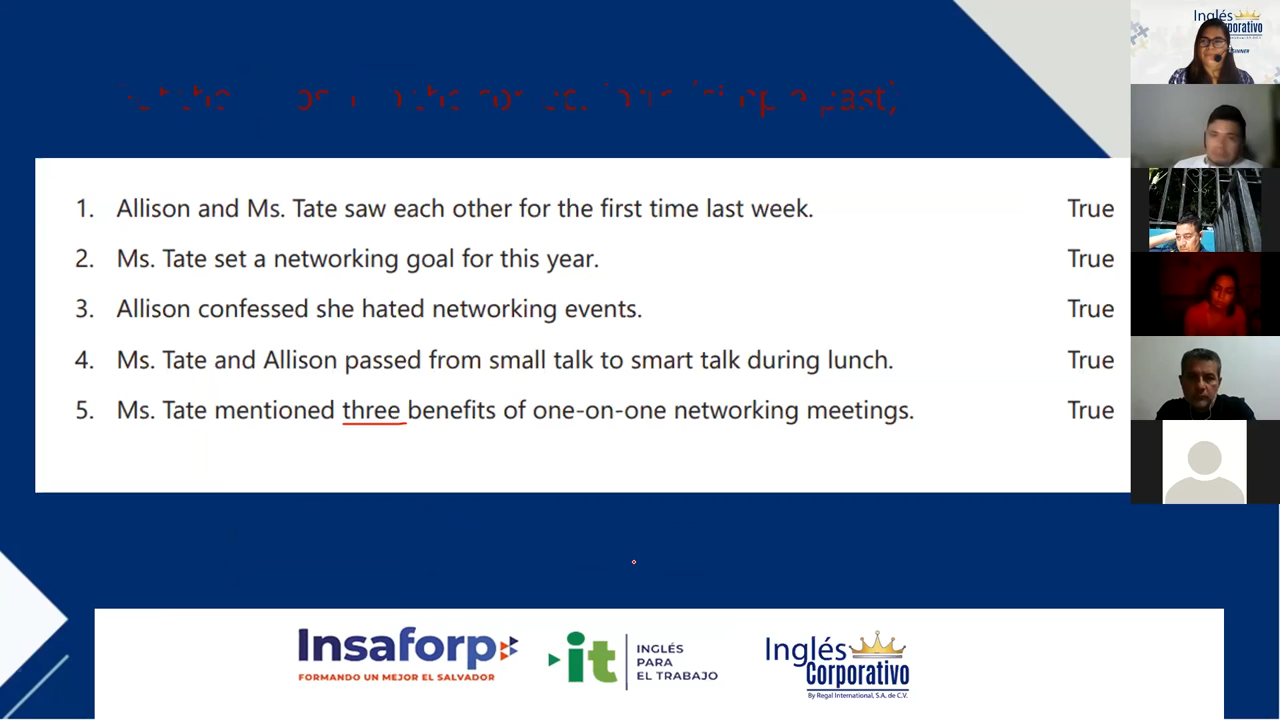 1. Allison and Ms. Tate saw each other for the first time last week. True
2. Ms. Tate set a networking goal for this year. True
3. Allison confessed she hated networking events. True
4. Ms. Tate and Allison passed from small talk to smart talk during lunch. True
5. Ms. Tate mentioned three benefits of one-on-one networking meetings. True
Insaforp
FORMANDO UN MEJOR EL SALVADOR
it
INGLÉS
PARA
EL TRABAJO
Inglés
Corporativo
By Regal International, S.A. de C.V.
Inglés